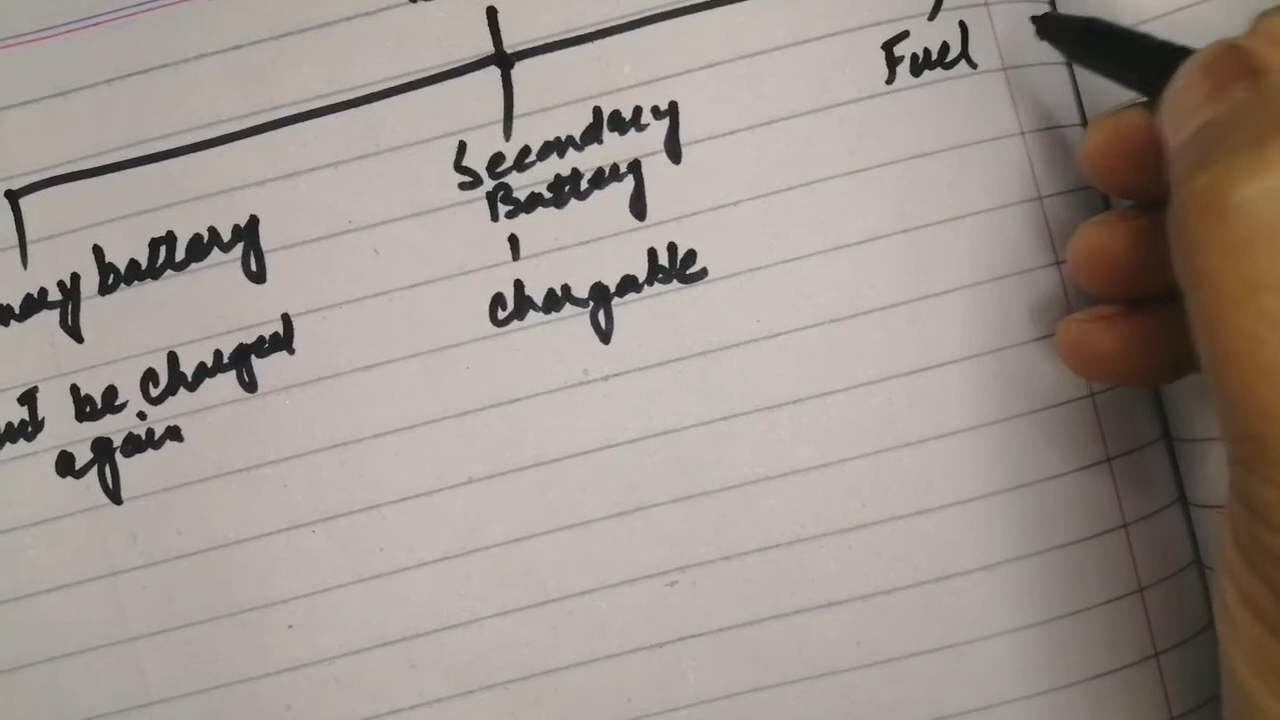 Fuel
Secondary
Battery
battery
chargable
be charged
again